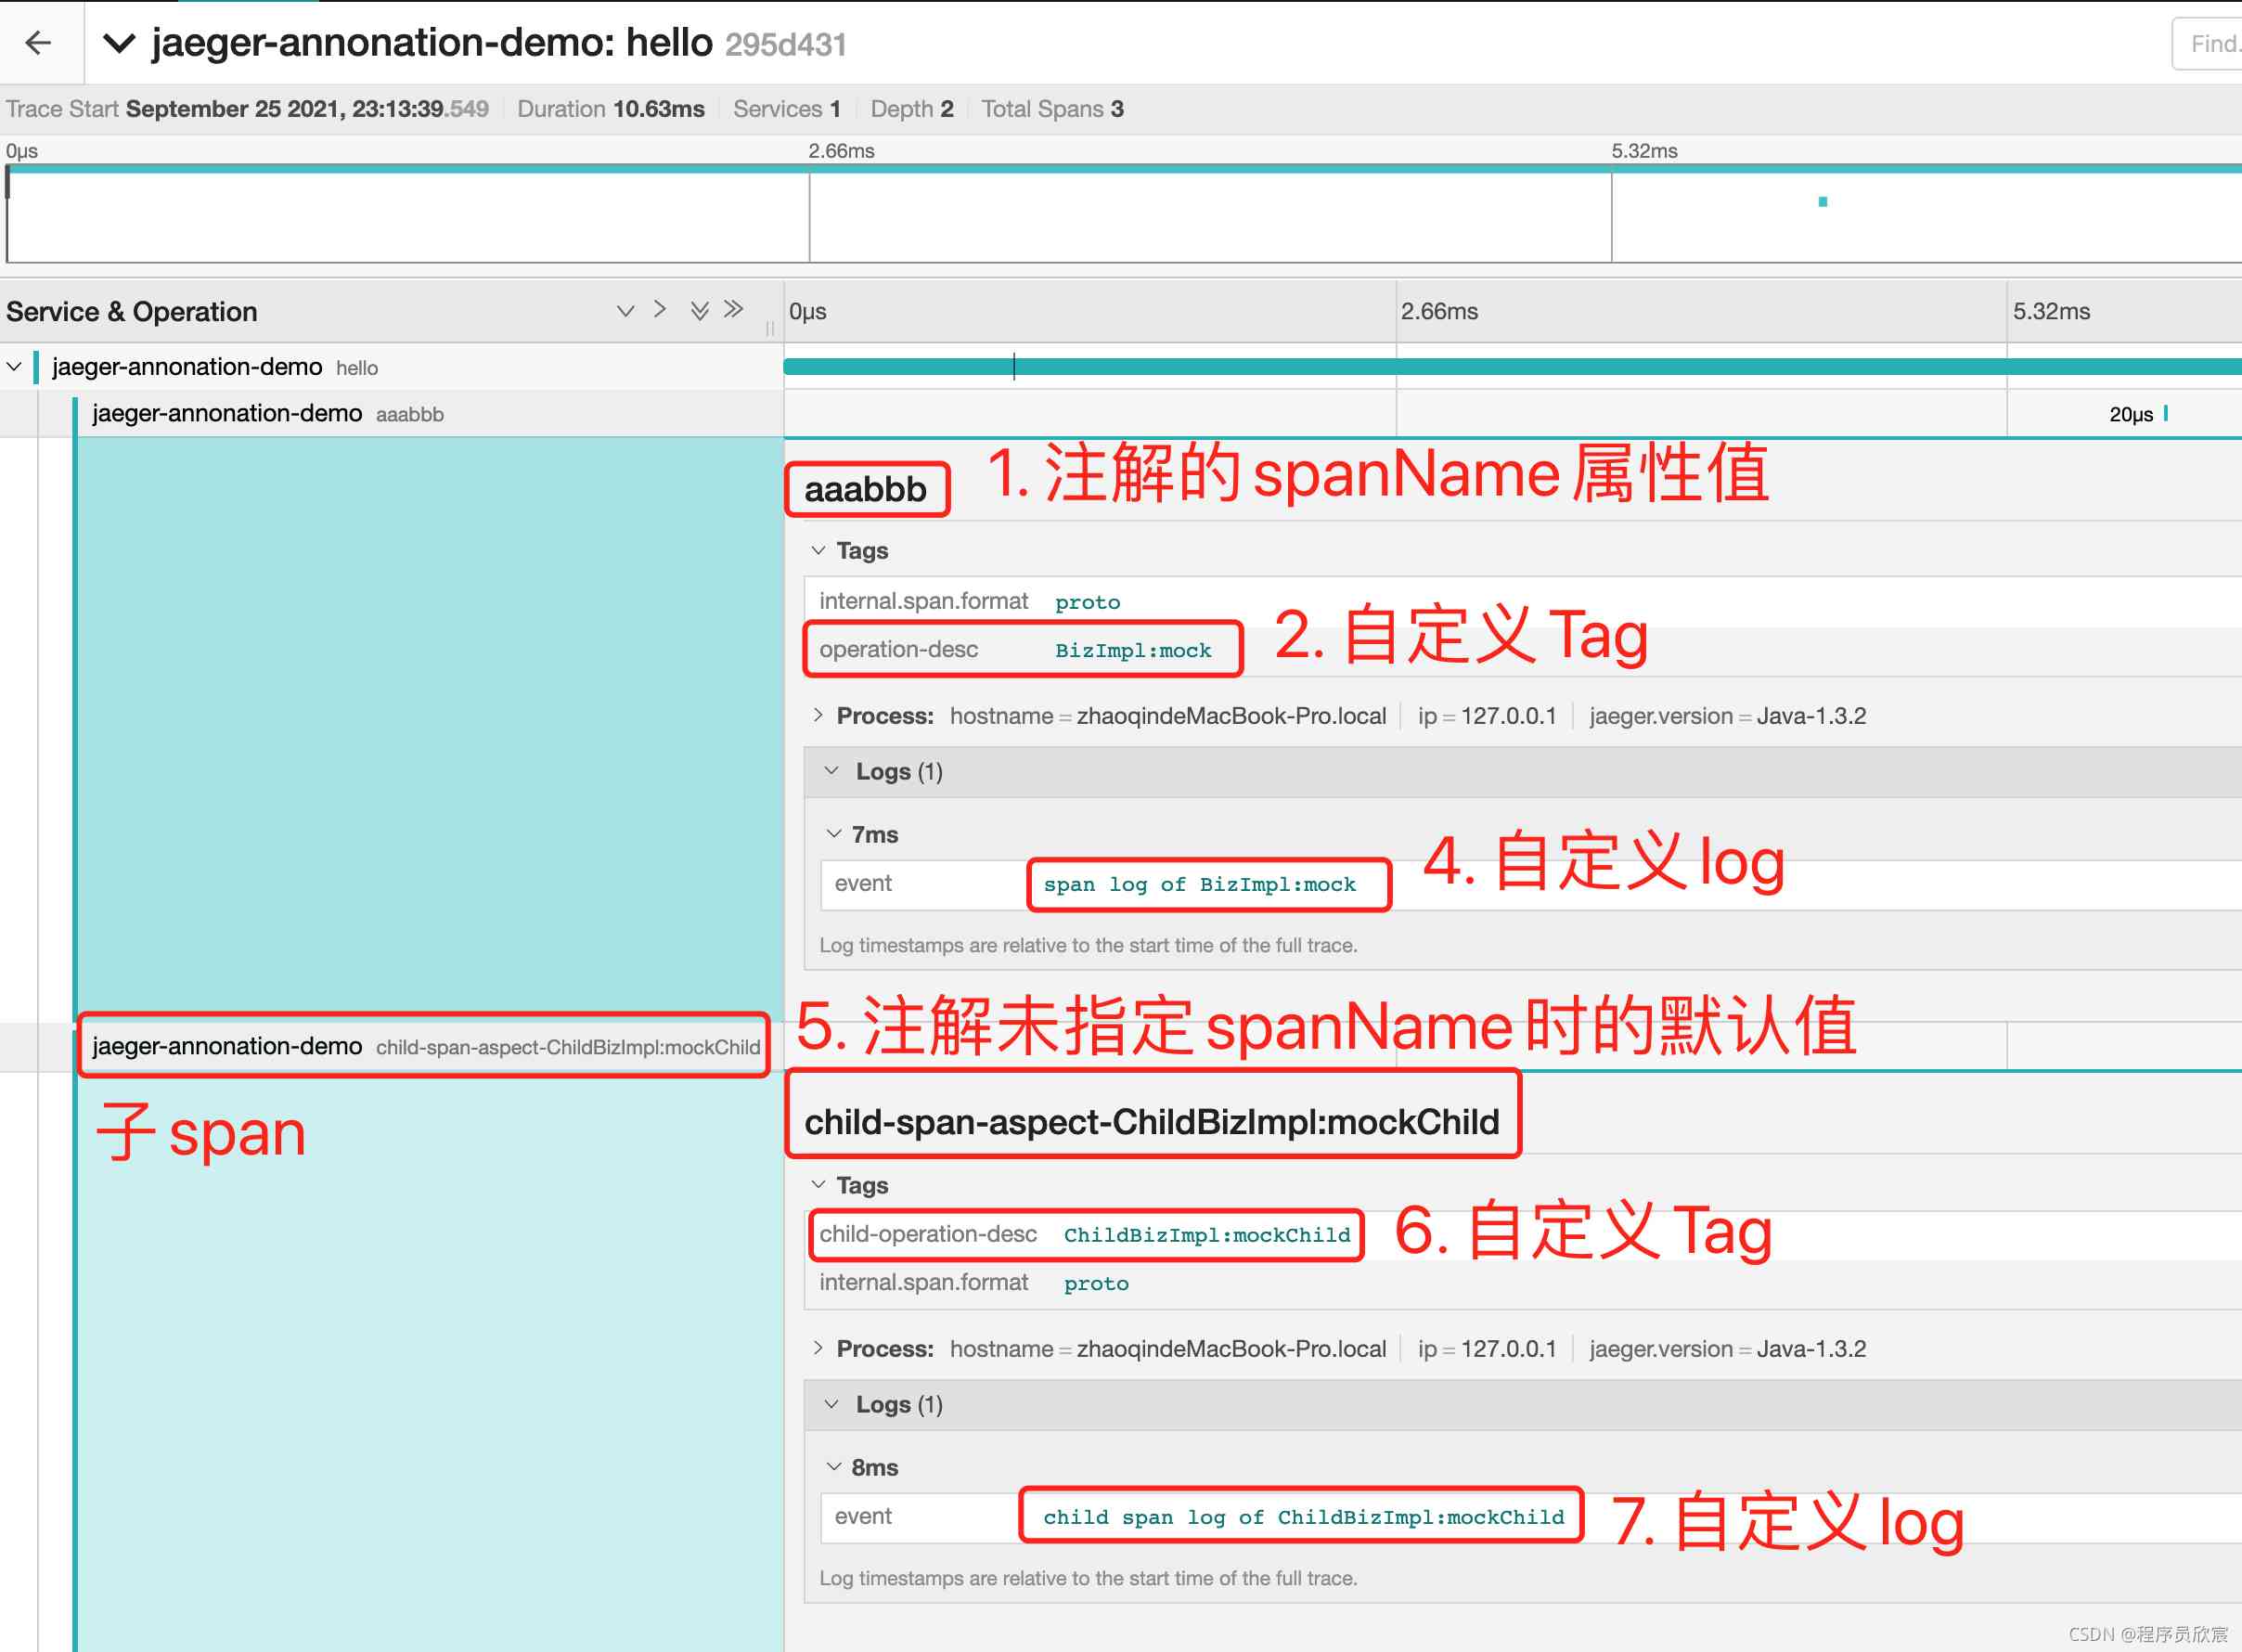 jaeger-annonation-demo: hello 295d431
Find.
Trace Start September 25 2021, 23:13:39.549 Duration 10.63ms Services 1 Depth 2 Total Spans 3
0μs 2.66ms 5.32ms
Service & Operation 0μs 2.66ms 5.32ms
jaeger-annonation-demo hello
jaeger-annonation-demo aaabbb 20μs
aaabbb 1. 注解的 spanName 属性值
Tags
internal.span.format proto
operation-desc BizImpl:mock 2. 自定义 Tag
Process: hostname = zhaoqindeMacBook-Pro.local ip = 127.0.0.1 jaeger.version = Java-1.3.2
Logs (1)
7ms
event span log of BizImpl:mock 4. 自定义 log
Log timestamps are relative to the start time of the full trace.
jaeger-annonation-demo child-span-aspect-ChildBizImpl:mockChild 5. 注解未指定 spanName 时的默认值
子 span
child-span-aspect-ChildBizImpl:mockChild
Tags
child-operation-desc ChildBizImpl:mockChild 6. 自定义 Tag
internal.span.format proto
Process: hostname = zhaoqindeMacBook-Pro.local ip = 127.0.0.1 jaeger.version = Java-1.3.2
Logs (1)
8ms
event child span log of ChildBizImpl:mockChild 7. 自定义 log
Log timestamps are relative to the start time of the full trace.
CSDN @程序员欣宸